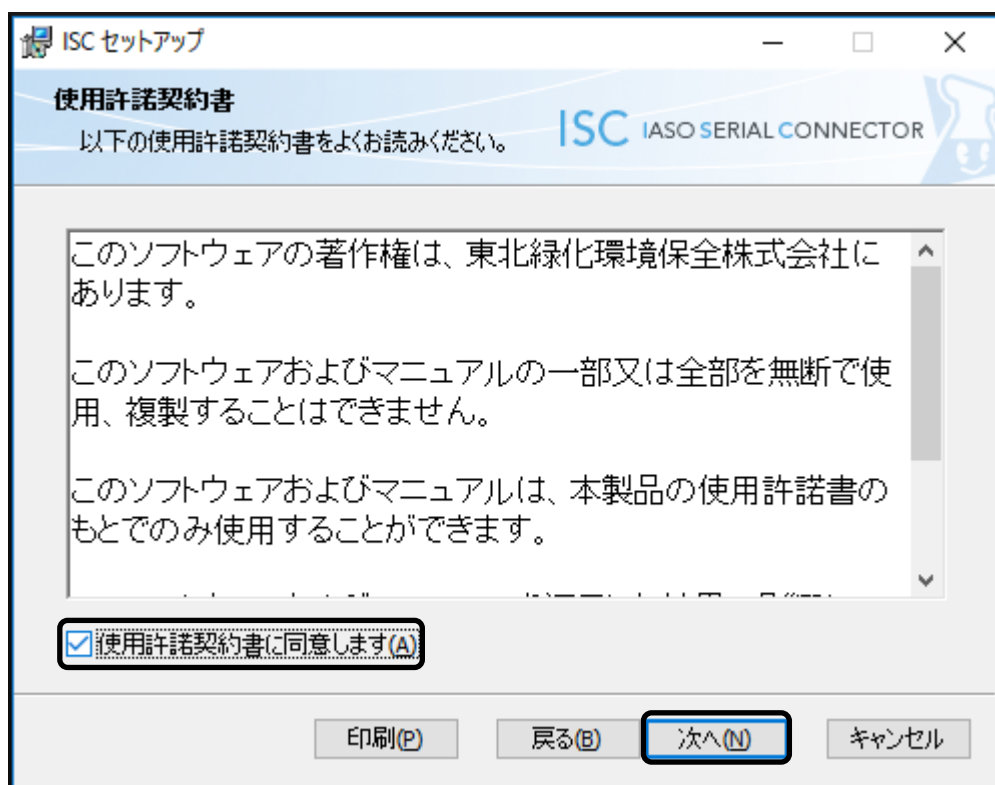 ISC セットアップ
使用許諾契約書
以下の使用許諾契約書をよくお読みください。
ISC IASO SERIAL CONNECTOR
このソフトウェアの著作権は、東北緑化環境保全株式会社に
あります。
このソフトウェアおよびマニュアルの一部又は全部を無断で使
用、複製することはできません。
このソフトウェアおよびマニュアルは、本製品の使用許諾書の
もとでのみ使用することができます。
使用許諾契約書に同意します(A)
印刷(P) 戻る(B) 次へ(N) キャンセル